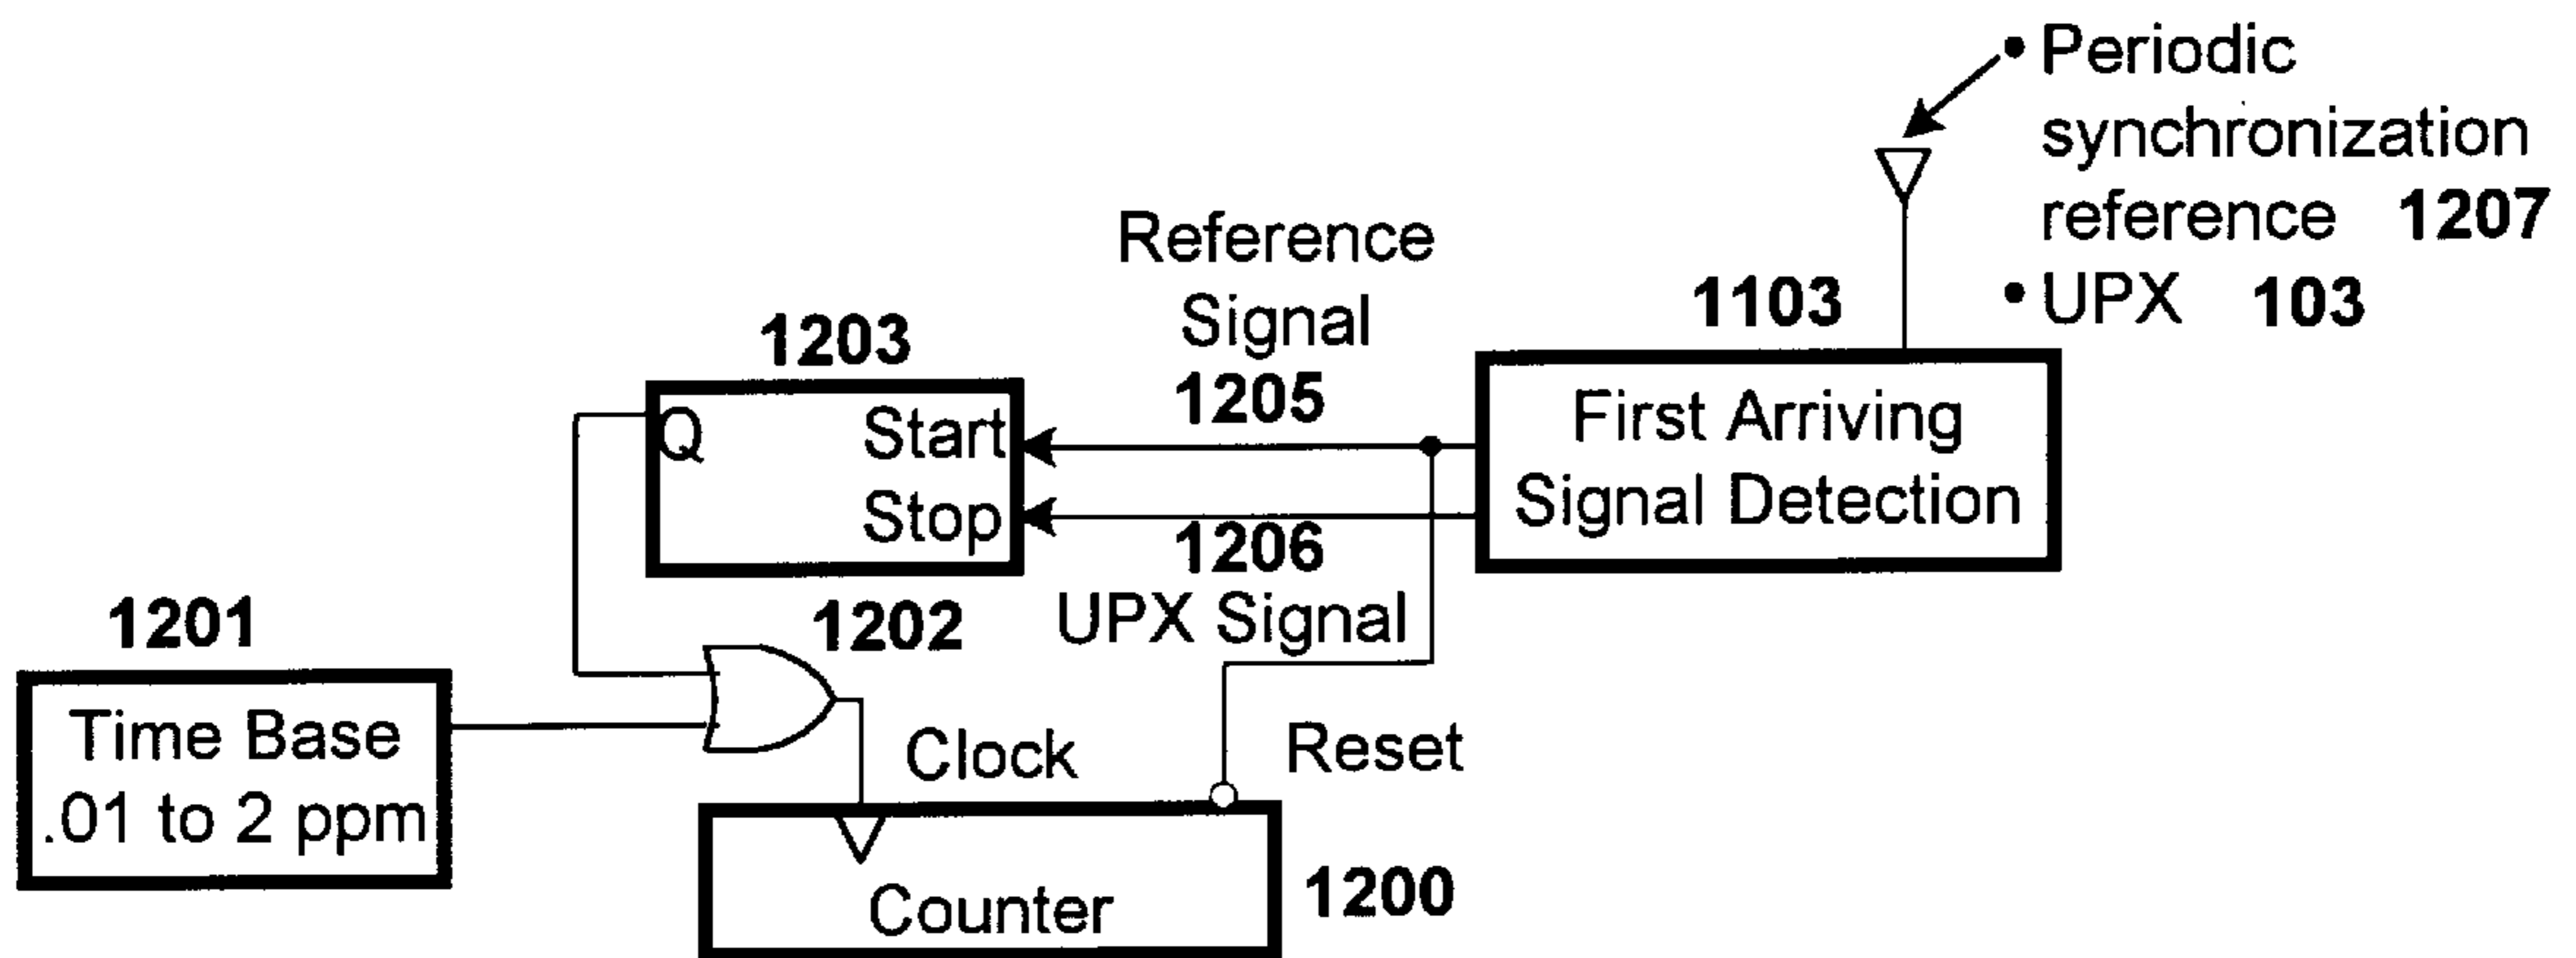 • Periodic
synchronization
reference 1207
• UPX 103
Reference
Signal
1205
1103
1203
Q
Start
Stop
First Arriving
Signal Detection
1206
UPX Signal
1201
1202
Time Base
.01 to 2 ppm
Clock
Reset
Counter
1200